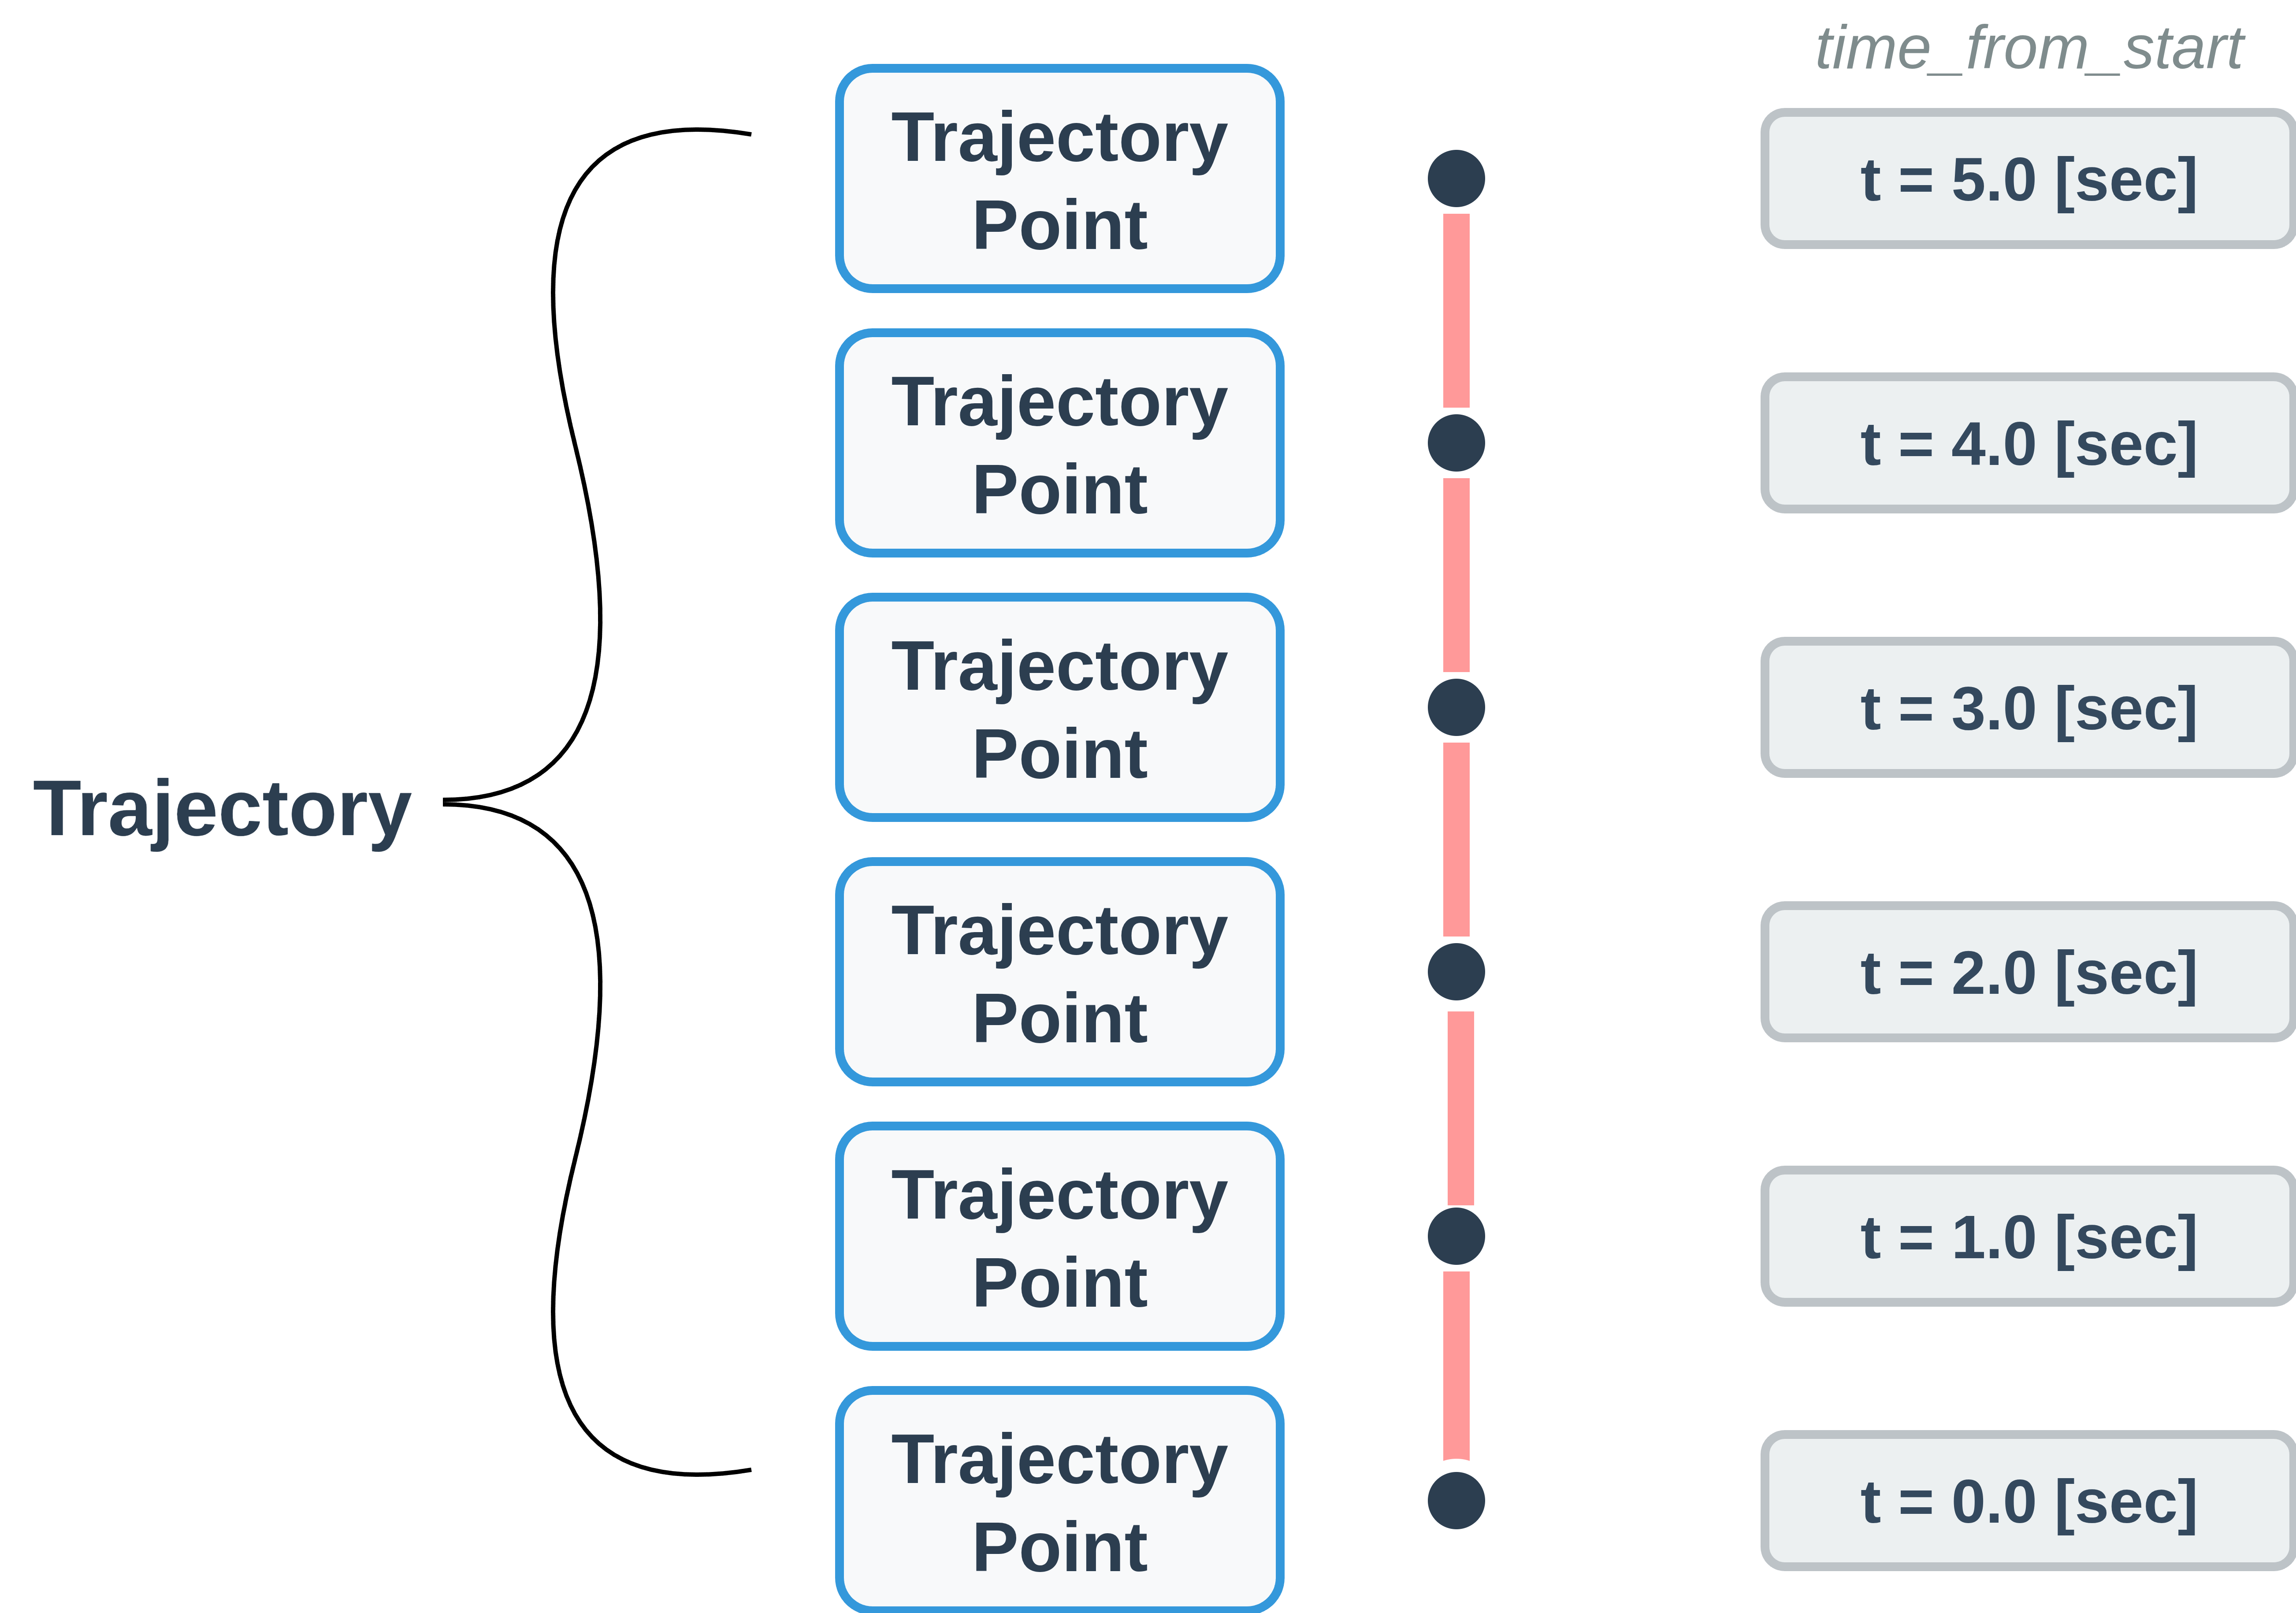 time_from_start
Trajectory
Point
t = 5.0 [sec]
Trajectory
Point
t = 4.0 [sec]
Trajectory
Point
t = 3.0 [sec]
Trajectory
Trajectory
Point
t = 2.0 [sec]
Trajectory
Point
t = 1.0 [sec]
Trajectory
Point
t = 0.0 [sec]